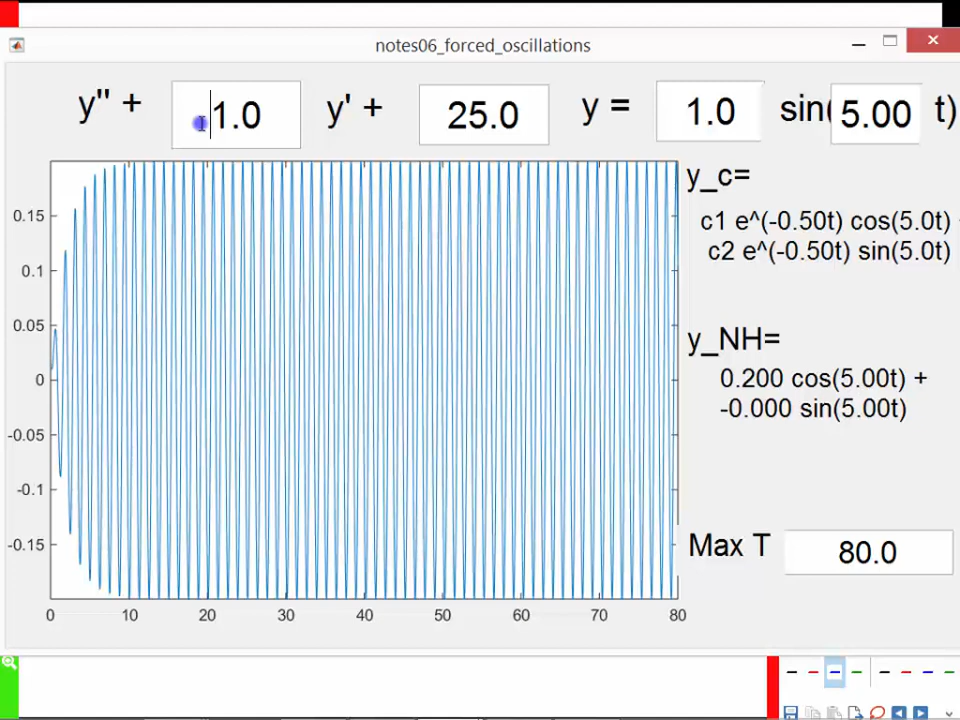 notes06_forced_oscillations
y'' + 1.0 y' + 25.0 y = 1.0 sin( 5.00 t)
y_c=
c1 e^(-0.50t) cos(5.0t)
c2 e^(-0.50t) sin(5.0t)
y_NH=
0.200 cos(5.00t) +
-0.000 sin(5.00t)
Max T 80.0
0.15
0.1
0.05
0
-0.05
-0.1
-0.15
0 10 20 30 40 50 60 70 80